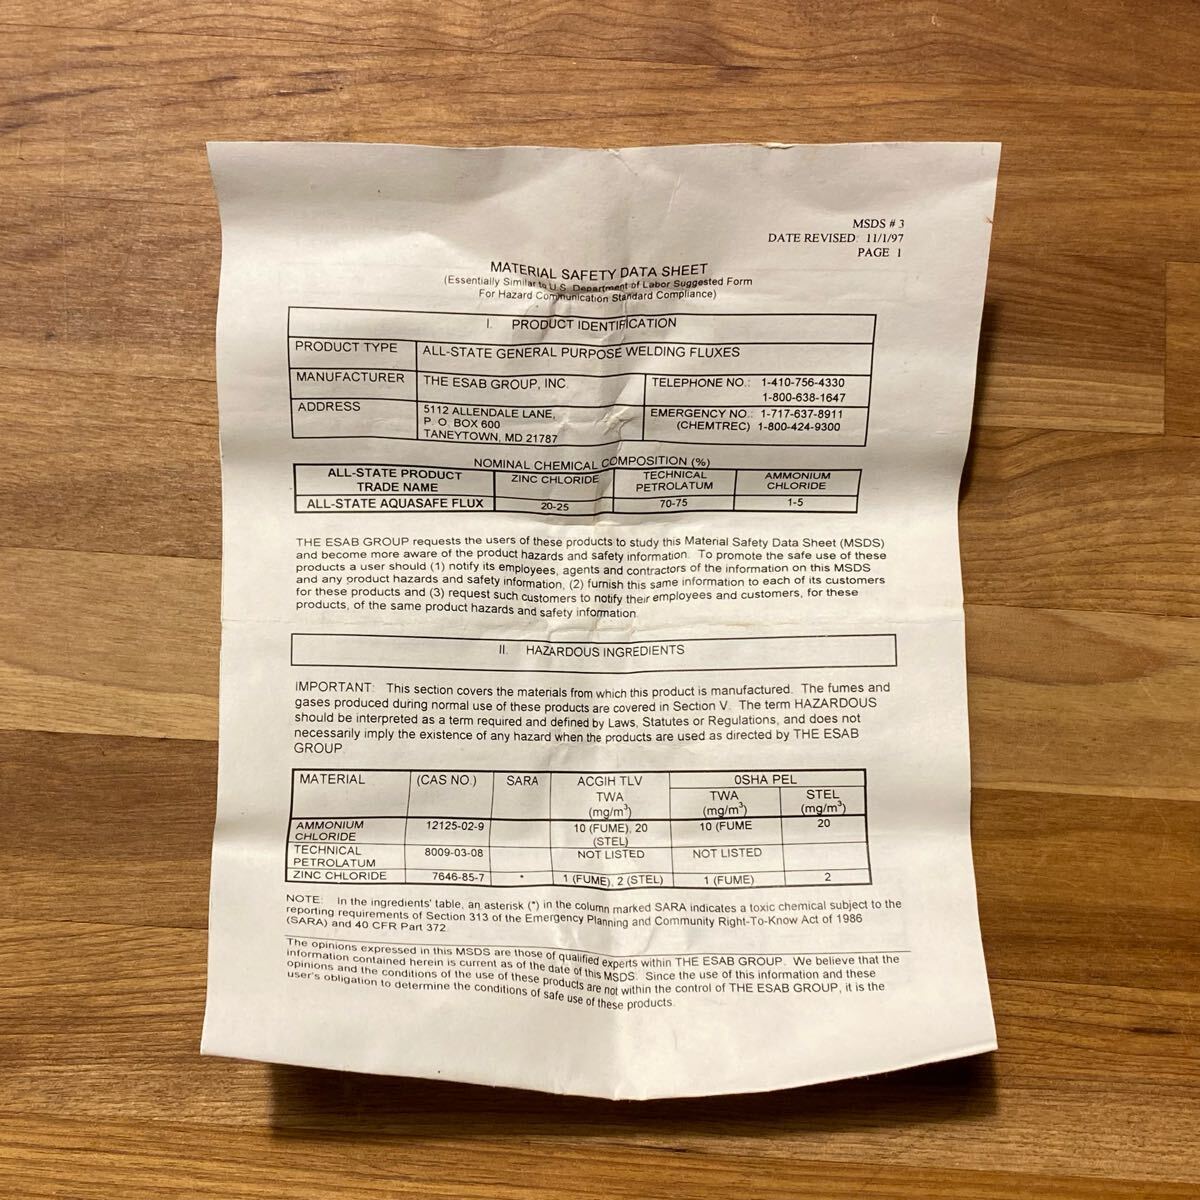 MSDS # 3
DATE REVISED: 11/1/97
PAGE 1
MATERIAL SAFETY DATA SHEET
(Essentially Similar to U.S. Department of Labor Suggested Form
For Hazard Communication Standard Compliance)
I. PRODUCT IDENTIFICATION
PRODUCT TYPE ALL-STATE GENERAL PURPOSE WELDING FLUXES
MANUFACTURER THE ESAB GROUP, INC. TELEPHONE NO.: 1-410-756-4330
1-800-638-1647
ADDRESS 5112 ALLENDALE LANE, EMERGENCY NO.: 1-717-637-8911
P. O. BOX 600 (CHEMTREC) 1-800-424-9300
TANEYTOWN, MD 21787
NOMINAL CHEMICAL COMPOSITION (%)
ALL-STATE PRODUCT ZINC CHLORIDE TECHNICAL AMMONIUM
TRADE NAME PETROLATUM CHLORIDE
ALL-STATE AQUASAFE FLUX 20-25 70-75 1-5
THE ESAB GROUP requests the users of these products to study this Material Safety Data Sheet (MSDS)
and become more aware of the product hazards and safety information. To promote the safe use of these
products a user should (1) notify its employees, agents and contractors of the information on this MSDS
and any product hazards and safety information, (2) furnish this same information to each of its customers
for these products and (3) request such customers to notify their employees and customers, for these
products, of the same product hazards and safety information.
II. HAZARDOUS INGREDIENTS
IMPORTANT: This section covers the materials from which this product is manufactured. The fumes and
gases produced during normal use of these products are covered in Section V. The term HAZARDOUS
should be interpreted as a term required and defined by Laws, Statutes or Regulations, and does not
necessarily imply the existence of any hazard when the products are used as directed by THE ESAB
GROUP.
MATERIAL (CAS NO.) SARA ACGIH TLV 0SHA PEL
TWA TWA STEL
(mg/m³) (mg/m³) (mg/m³)
AMMONIUM 12125-02-9 10 (FUME), 20 10 (FUME 20
CHLORIDE (STEL)
TECHNICAL 8009-03-08 NOT LISTED NOT LISTED
PETROLATUM
ZINC CHLORIDE 7646-85-7 * 1 (FUME), 2 (STEL) 1 (FUME) 2
NOTE: In the ingredients' table, an asterisk (*) in the column marked SARA indicates a toxic chemical subject to the
reporting requirements of Section 313 of the Emergency Planning and Community Right-To-Know Act of 1986
(SARA) and 40 CFR Part 372.
The opinions expressed in this MSDS are those of qualified experts within THE ESAB GROUP. We believe that the
information contained herein is current as of the date of this MSDS. Since the use of this information and these
opinions and the conditions of the use of these products are not within the control of THE ESAB GROUP, it is the
user's obligation to determine the conditions of safe use of these products.